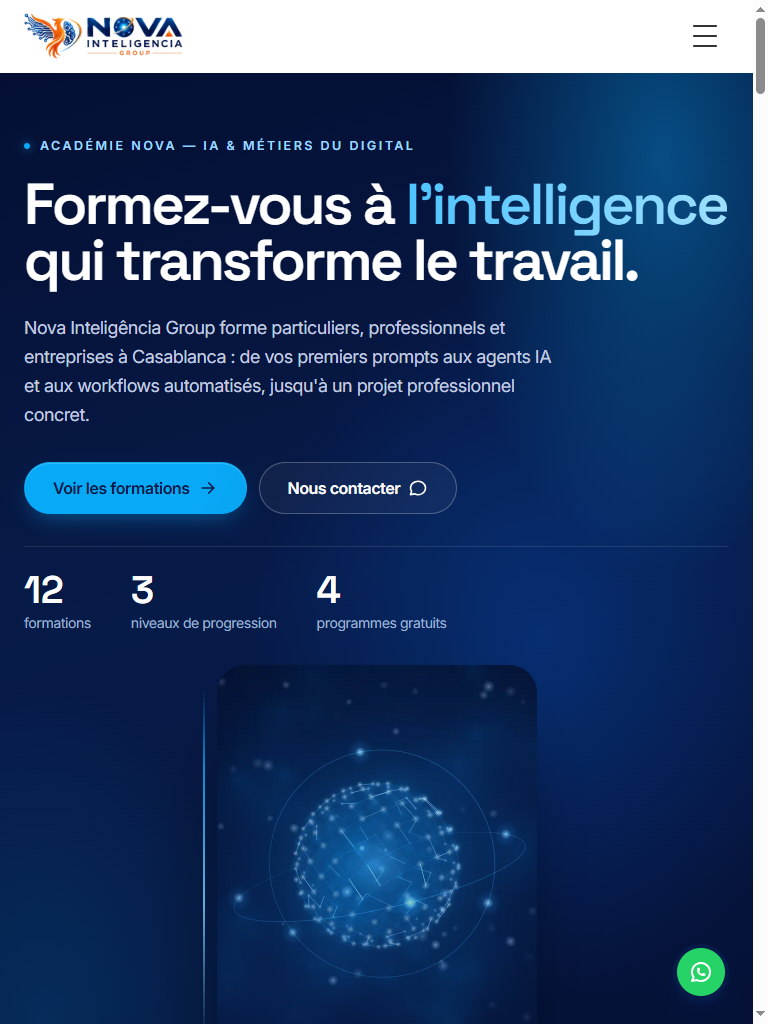 NOVA
INTELIGENCIA
GROUP
ACADÉMIE NOVA — IA & MÉTIERS DU DIGITAL
Formez-vous à l’intelligence
qui transforme le travail.
Nova Inteligência Group forme particuliers, professionnels et
entreprises à Casablanca : de vos premiers prompts aux agents IA
et aux workflows automatisés, jusqu'à un projet professionnel
concret.
Voir les formations
Nous contacter
12
formations
3
niveaux de progression
4
programmes gratuits